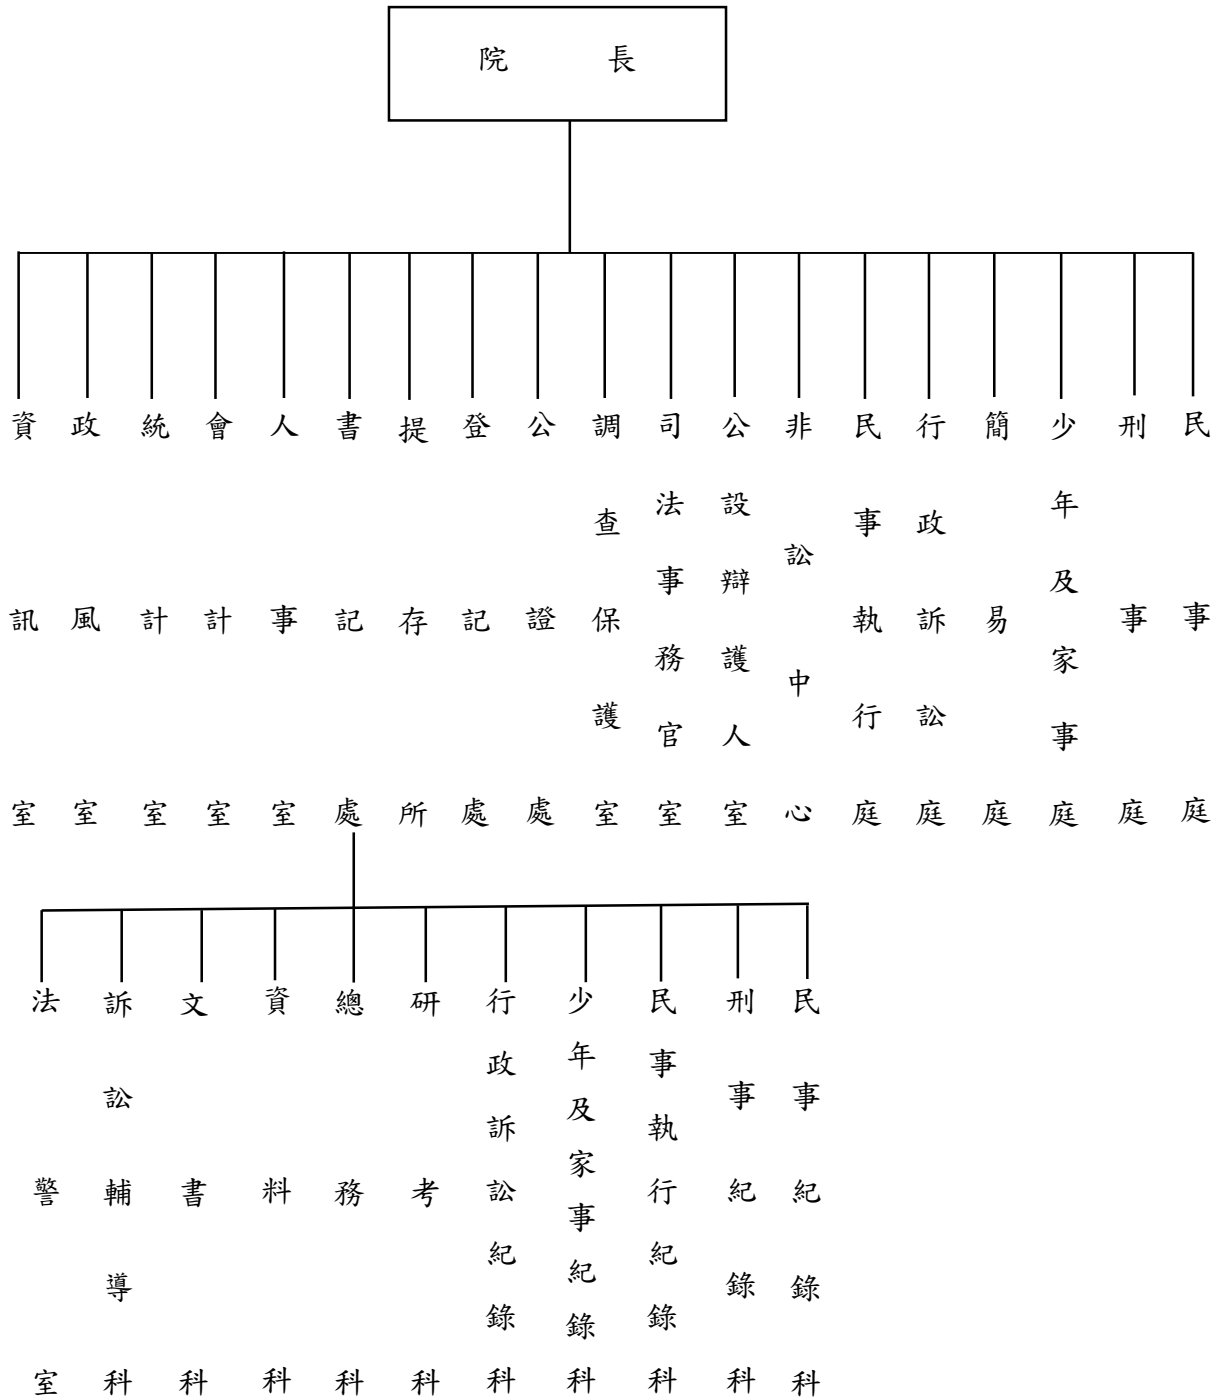 院長
民事庭
刑事庭
少年及家事庭
簡易庭
行政訴訟庭
民事執行庭
非訟中心
公設辯護人室
司法事務官室
調查保護室
公證處
登記處
提存所
書記處
人事室
會計室
統計室
政風室
資訊室
民事紀錄科
刑事紀錄科
民事執行紀錄科
少年及家事紀錄科
行政訴訟紀錄科
研考科
總務科
資料科
文書科
訴訟輔導科
法警室